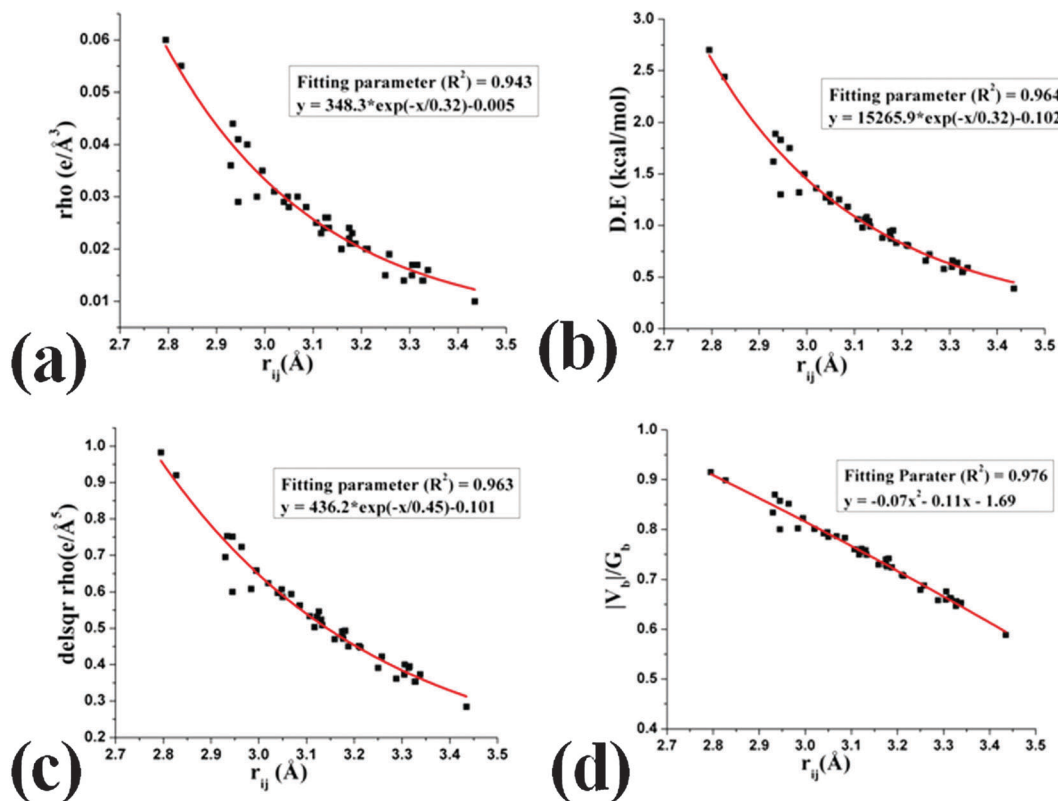 0.06
0.05
0.04
0.03
0.02
0.01
rho (e/Å³)
Fitting parameter (R²) = 0.943
y = 348.3*exp(-x/0.32)-0.005
2.7 2.8 2.9 3.0 3.1 3.2 3.3 3.4 3.5
r_ij(Å)
(a)
3.0
2.5
2.0
1.5
1.0
0.5
0.0
D.E (kcal/mol)
Fitting parameter (R²) = 0.964
y = 15265.9*exp(-x/0.32)-0.102
2.7 2.8 2.9 3.0 3.1 3.2 3.3 3.4 3.5
r_ij(Å)
(b)
1.0
0.9
0.8
0.7
0.6
0.5
0.4
0.3
0.2
delsqr rho(e/Å⁵)
Fitting parameter (R²) = 0.963
y = 436.2*exp(-x/0.45)-0.101
2.7 2.8 2.9 3.0 3.1 3.2 3.3 3.4 3.5
r_ij(Å)
(c)
1.0
0.9
0.8
0.7
0.6
0.5
0.4
|V_b|/G_b
Fitting Parater (R²) = 0.976
y = -0.07x²- 0.11x - 1.69
2.7 2.8 2.9 3.0 3.1 3.2 3.3 3.4 3.5
r_ij(Å)
(d)